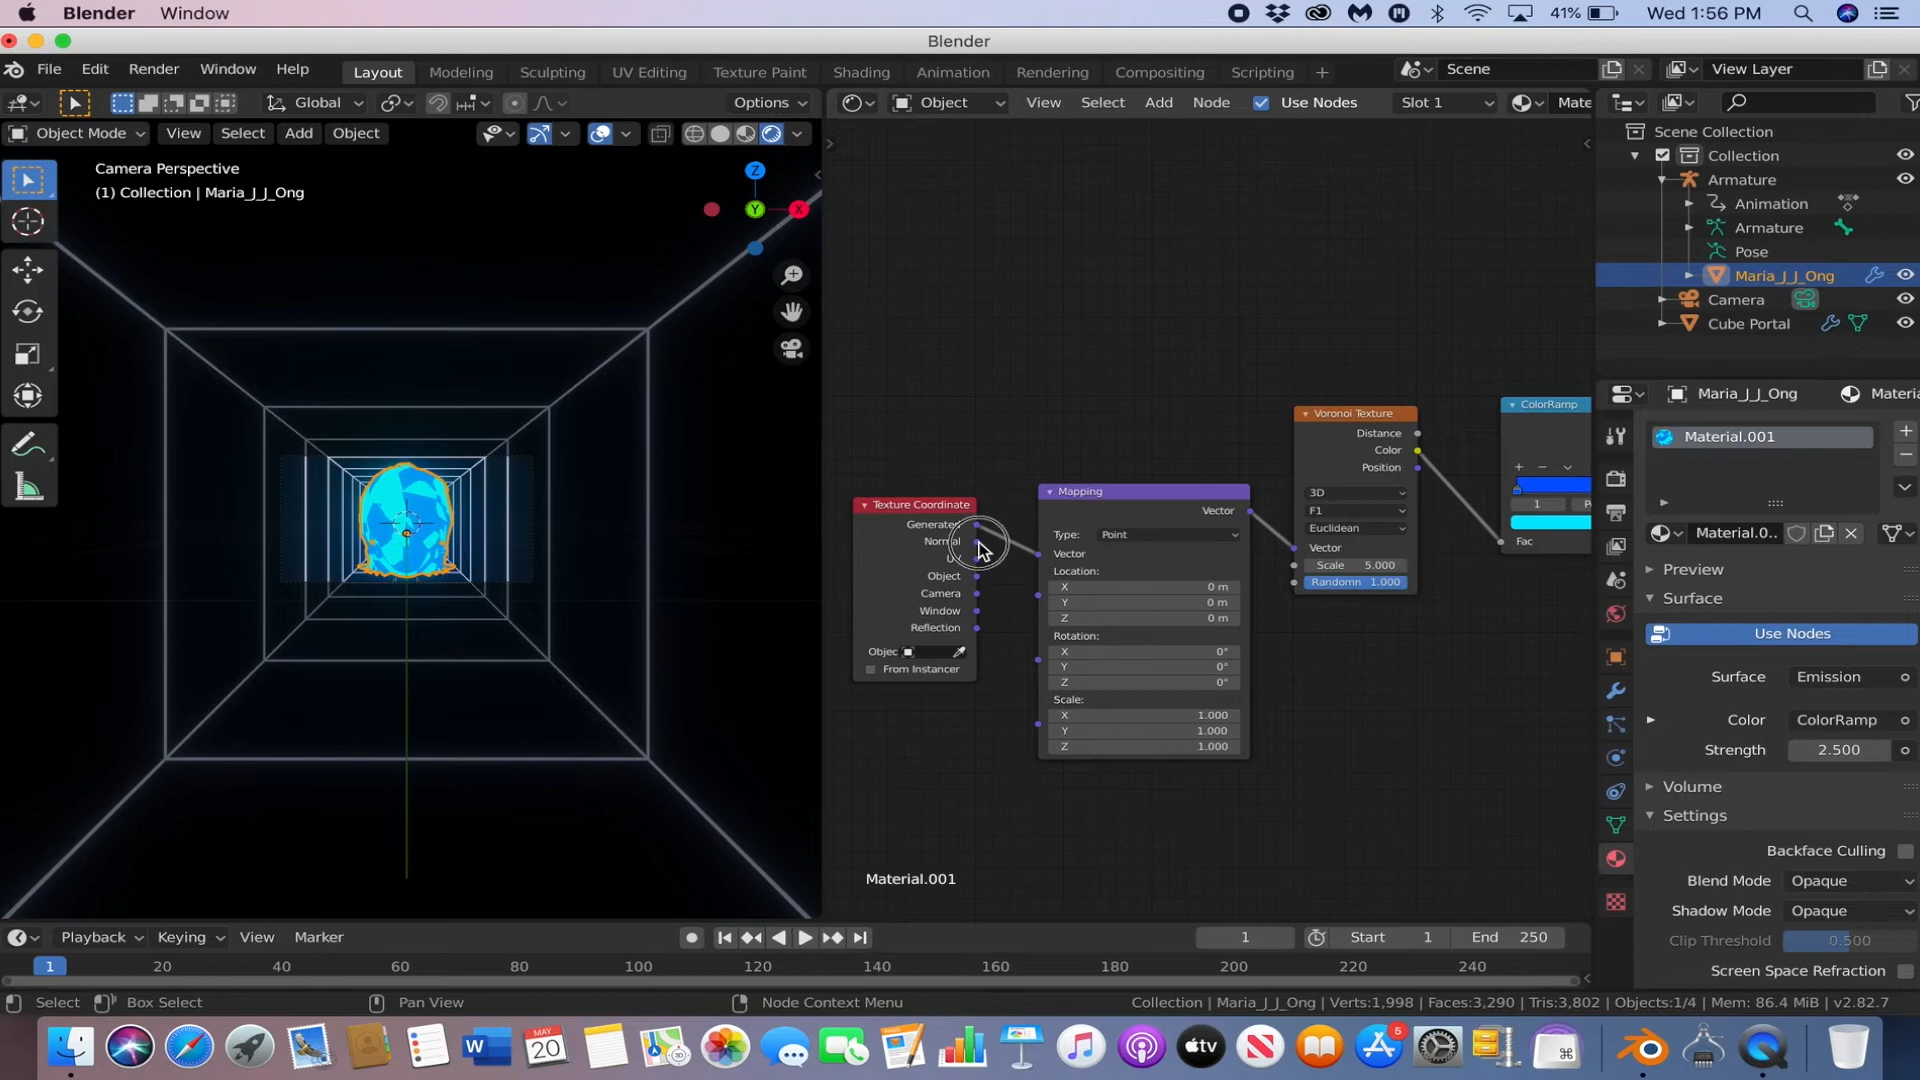 Blender Window 41% Wed 1:56 PM
Blender
File Edit Render Window Help Layout Modeling Sculpting UV Editing Texture Paint Shading Animation Rendering Compositing Scripting + Scene View Layer
Global Options Object View Select Add Node Use Nodes Slot 1 Mate
Object Mode View Select Add Object
Scene Collection
Collection
Camera Perspective
(1) Collection | Maria_J_J_Ong
Z
Y
X
Armature
Animation
Armature
Pose
Maria_J_J_Ong
Camera
Cube Portal
Maria_J_J_Ong Materia
Material.001
Texture Coordinate
Generated
Normal
Object
Camera
Window
Reflection
Objec
From Instancer
Mapping
Vector
Type: Point
Vector
Location:
X 0 m
Y 0 m
Z 0 m
Rotation:
X 0°
Y 0°
Z 0°
Scale:
X 1.000
Y 1.000
Z 1.000
Voronoi Texture
Distance
Color
Position
3D
F1
Euclidean
Vector
Scale 5.000
Randomn 1.000
ColorRamp
+ −
1
Fac
Material.0..
Preview
Surface
Use Nodes
Surface Emission
Color ColorRamp
Strength 2.500
Volume
Settings
Backface Culling
Blend Mode Opaque
Shadow Mode Opaque
Clip Threshold 0.500
Screen Space Refraction
Material.001
Playback Keying View Marker 1 Start 1 End 250
1 20 40 60 80 100 120 140 160 180 200 220 240
Select Box Select Pan View Node Context Menu Collection | Maria_J_J_Ong | Verts:1,998 | Faces:3,290 | Tris:3,802 | Objects:1/4 | Mem: 86.4 MiB | v2.82.7
W
MAY
20
tv
5